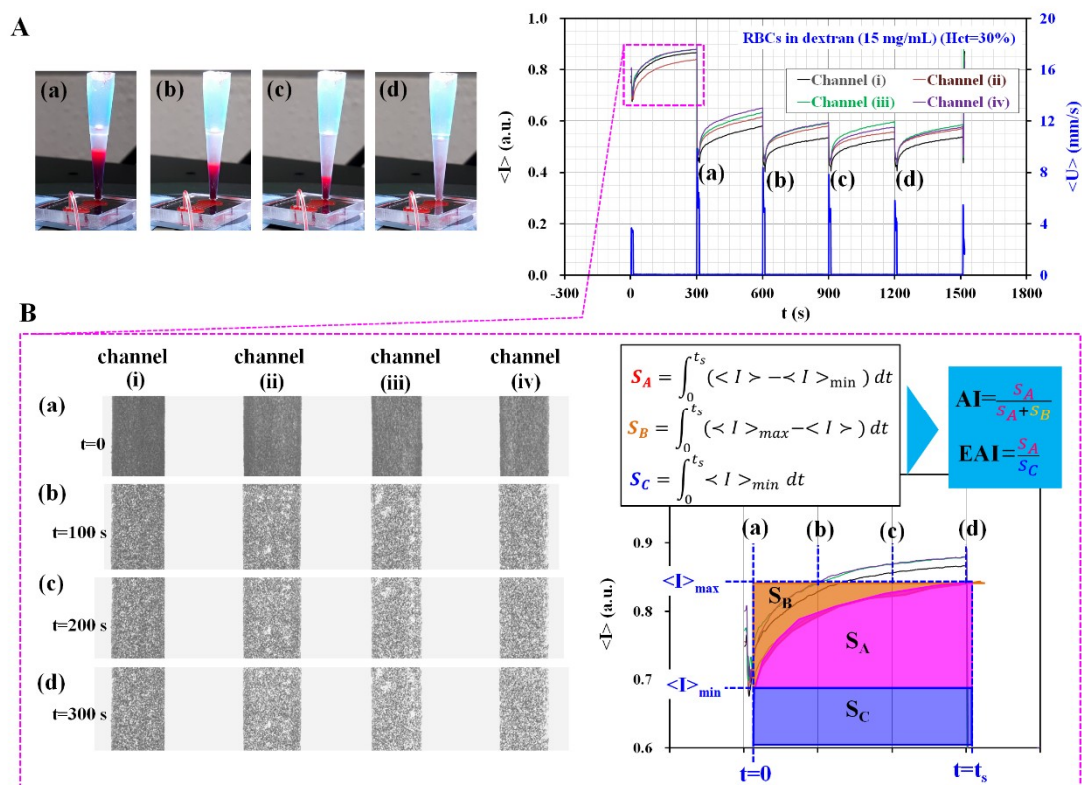 A
(a)
(b)
(c)
(d)
RBCs in dextran (15 mg/mL) (Hct=30%)
Channel (i)
Channel (ii)
Channel (iii)
Channel (iv)
<I> (a.u.)
1.0
0.8
0.6
0.4
0.2
0.0
(a)
(b)
(c)
(d)
20
16
12
8
4
0
<U> (mm/s)
-300
0
300
600
900
1200
1500
1800
t (s)
B
channel
(i)
channel
(ii)
channel
(iii)
channel
(iv)
(a)
t=0
(b)
t=100 s
(c)
t=200 s
(d)
t=300 s
S_A = ∫_0^{t_s} (< I > −≺ I >_min ) dt
S_B = ∫_0^{t_s} (≺ I >_max −< I >) dt
S_C = ∫_0^{t_s} ≺ I >_min dt
AI=S_A/(S_A+S_B)
EAI=S_A/S_C
(a)
(b)
(c)
(d)
<I> (a.u.)
0.9
<I>max
0.8
0.7
<I>min
0.6
S_B
S_A
S_C
t=0
t=t_s